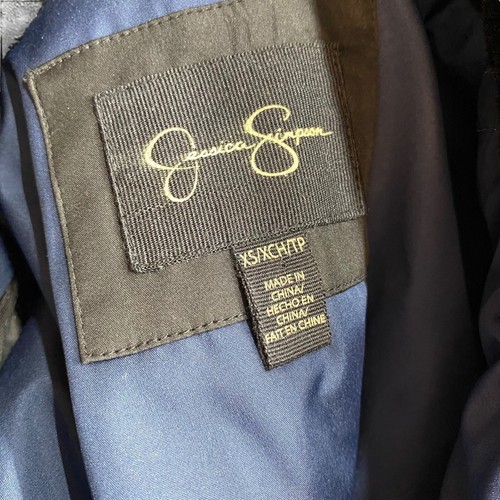 Jessica Simpson
XS/XCH/TP
MADE IN
CHINA/
HECHO EN
CHINA/
FAIT EN CHINE